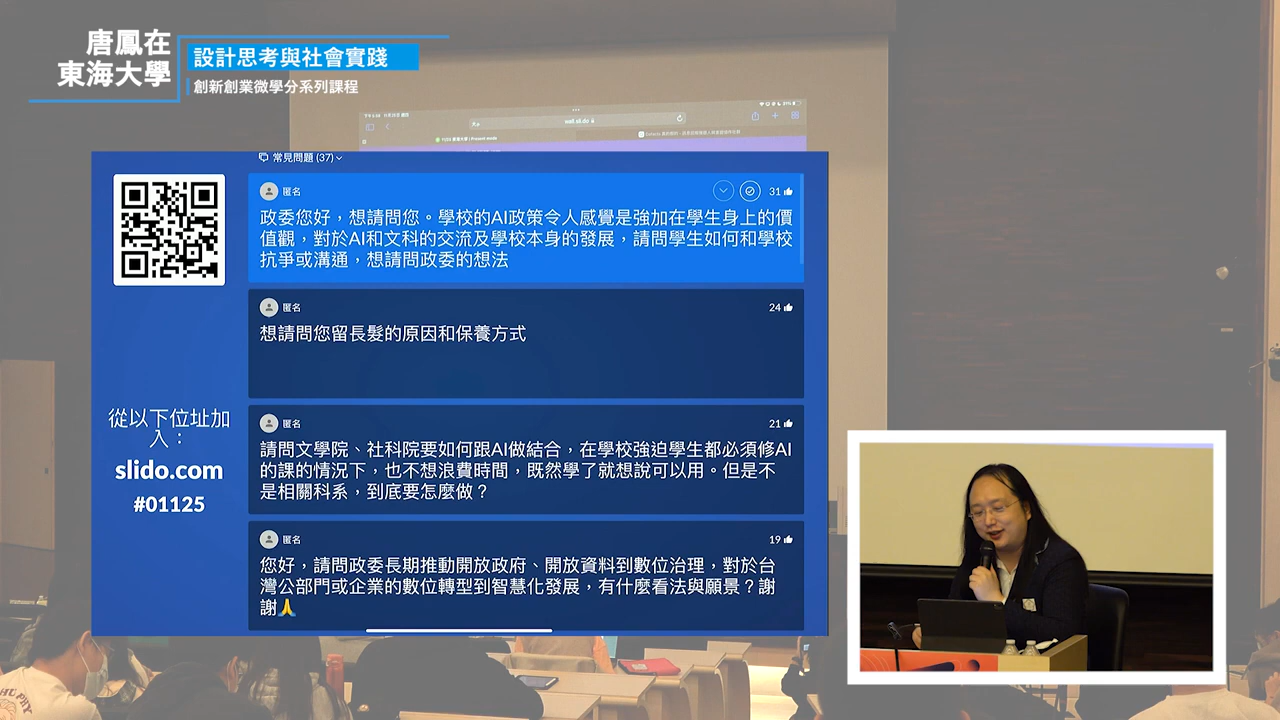 唐鳳在
東海大學
設計思考與社會實踐
創新創業微學分系列課程
wall.sli.do
常見問題 (37)
匿名
31
政委您好，想請問您。學校的AI政策令人感覺是強加在學生身上的價
值觀，對於AI和文科的交流及學校本身的發展，請問學生如何和學校
抗爭或溝通，想請問政委的想法
匿名
24
想請問您留長髮的原因和保養方式
匿名
21
請問文學院、社科院要如何跟AI做結合，在學校強迫學生都必須修AI
的課的情況下，也不想浪費時間，既然學了就想說可以用。但是不
是相關科系，到底要怎麼做？
匿名
19
您好，請問政委長期推動開放政府、開放資料到數位治理，對於台
灣公部門或企業的數位轉型到智慧化發展，有什麼看法與願景？謝
謝🙏
從以下位址加
入：
slido.com
#01125